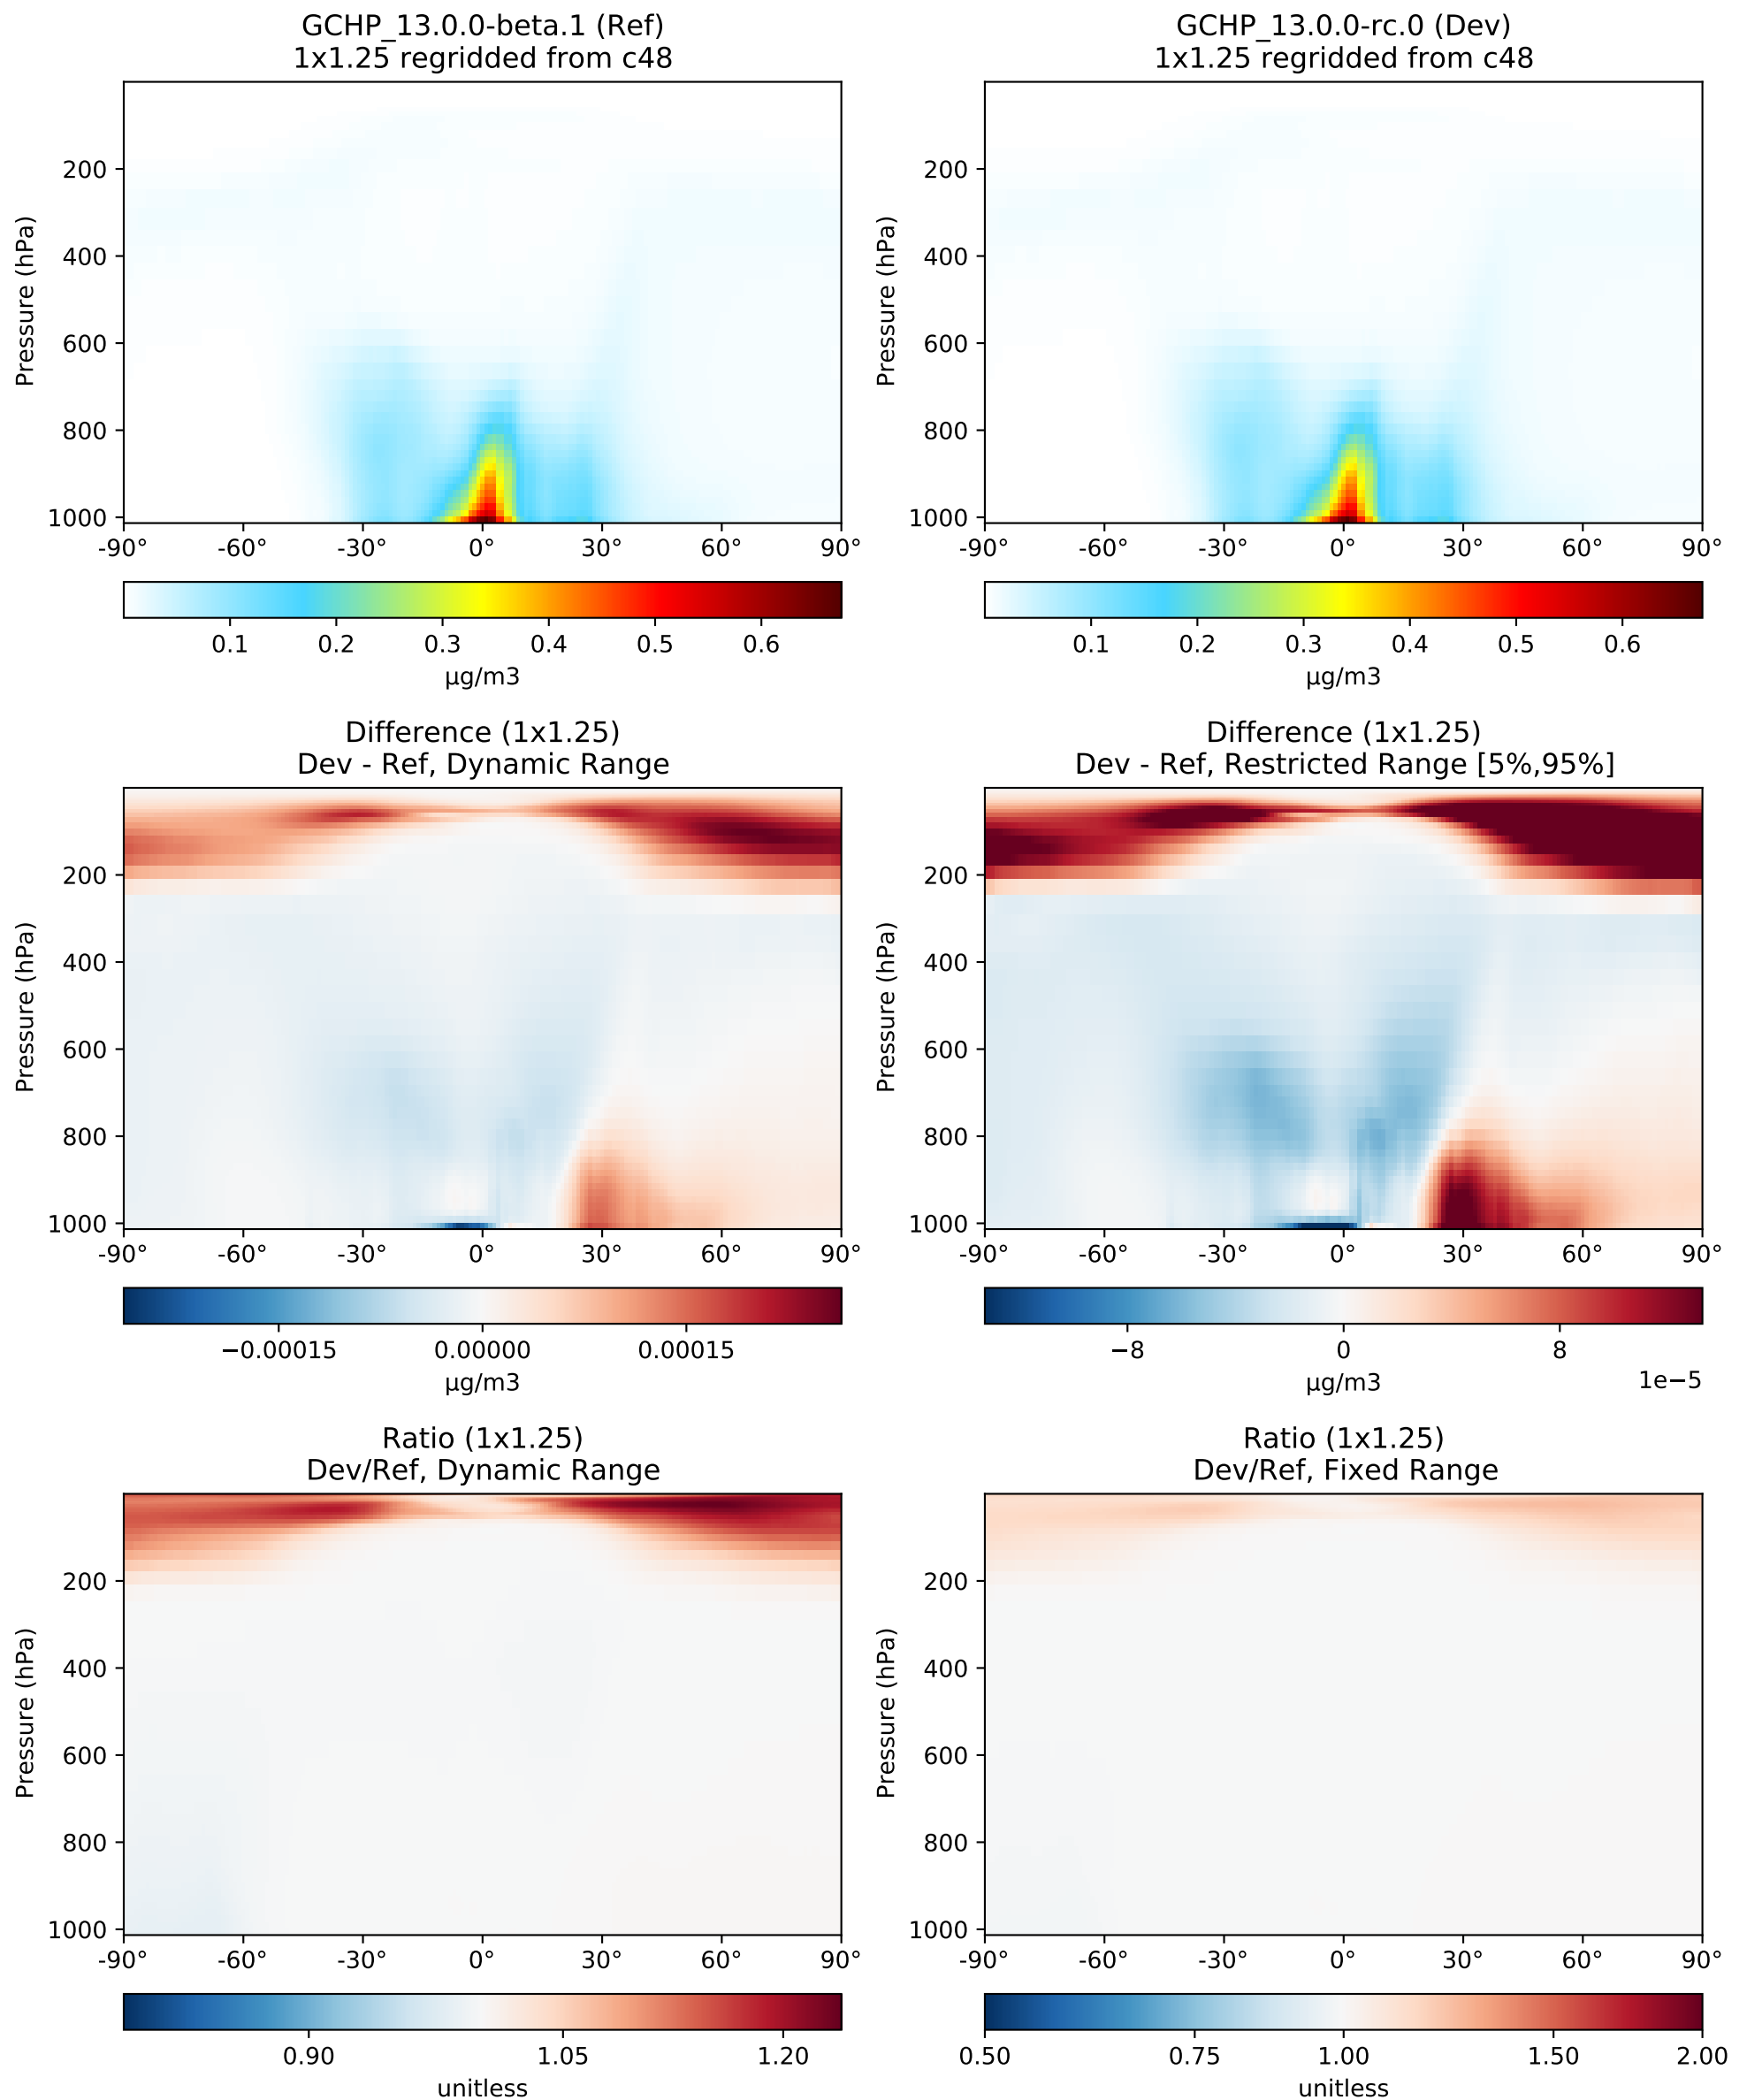 GCHP_13.0.0-beta.1 (Ref)
1x1.25 regridded from c48
Pressure (hPa)
200
400
600
800
1000
-90° -60° -30° 0° 30° 60° 90°
0.1 0.2 0.3 0.4 0.5 0.6
µg/m3
GCHP_13.0.0-rc.0 (Dev)
1x1.25 regridded from c48
Pressure (hPa)
200
400
600
800
1000
-90° -60° -30° 0° 30° 60° 90°
0.1 0.2 0.3 0.4 0.5 0.6
µg/m3
Difference (1x1.25)
Dev - Ref, Dynamic Range
Pressure (hPa)
200
400
600
800
1000
-90° -60° -30° 0° 30° 60° 90°
−0.00015 0.00000 0.00015
µg/m3
Difference (1x1.25)
Dev - Ref, Restricted Range [5%,95%]
Pressure (hPa)
200
400
600
800
1000
-90° -60° -30° 0° 30° 60° 90°
−8 0 8
µg/m3
1e−5
Ratio (1x1.25)
Dev/Ref, Dynamic Range
Pressure (hPa)
200
400
600
800
1000
-90° -60° -30° 0° 30° 60° 90°
0.90 1.05 1.20
unitless
Ratio (1x1.25)
Dev/Ref, Fixed Range
Pressure (hPa)
200
400
600
800
1000
-90° -60° -30° 0° 30° 60° 90°
0.50 0.75 1.00 1.50 2.00
unitless